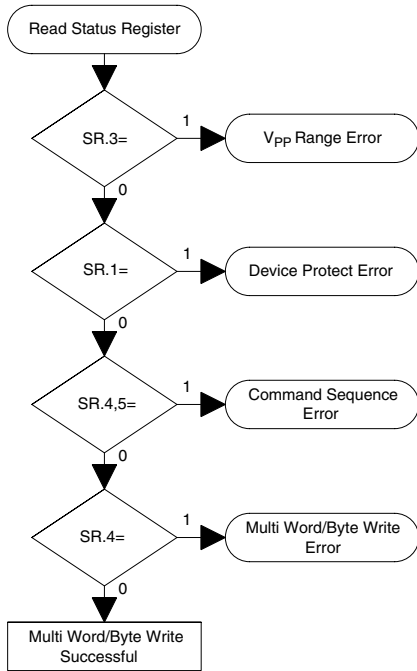 Read Status Register
SR.3=
1
VPP Range Error
0
SR.1=
1
Device Protect Error
0
SR.4,5=
1
Command Sequence
Error
0
SR.4=
1
Multi Word/Byte Write
Error
0
Multi Word/Byte Write
Successful